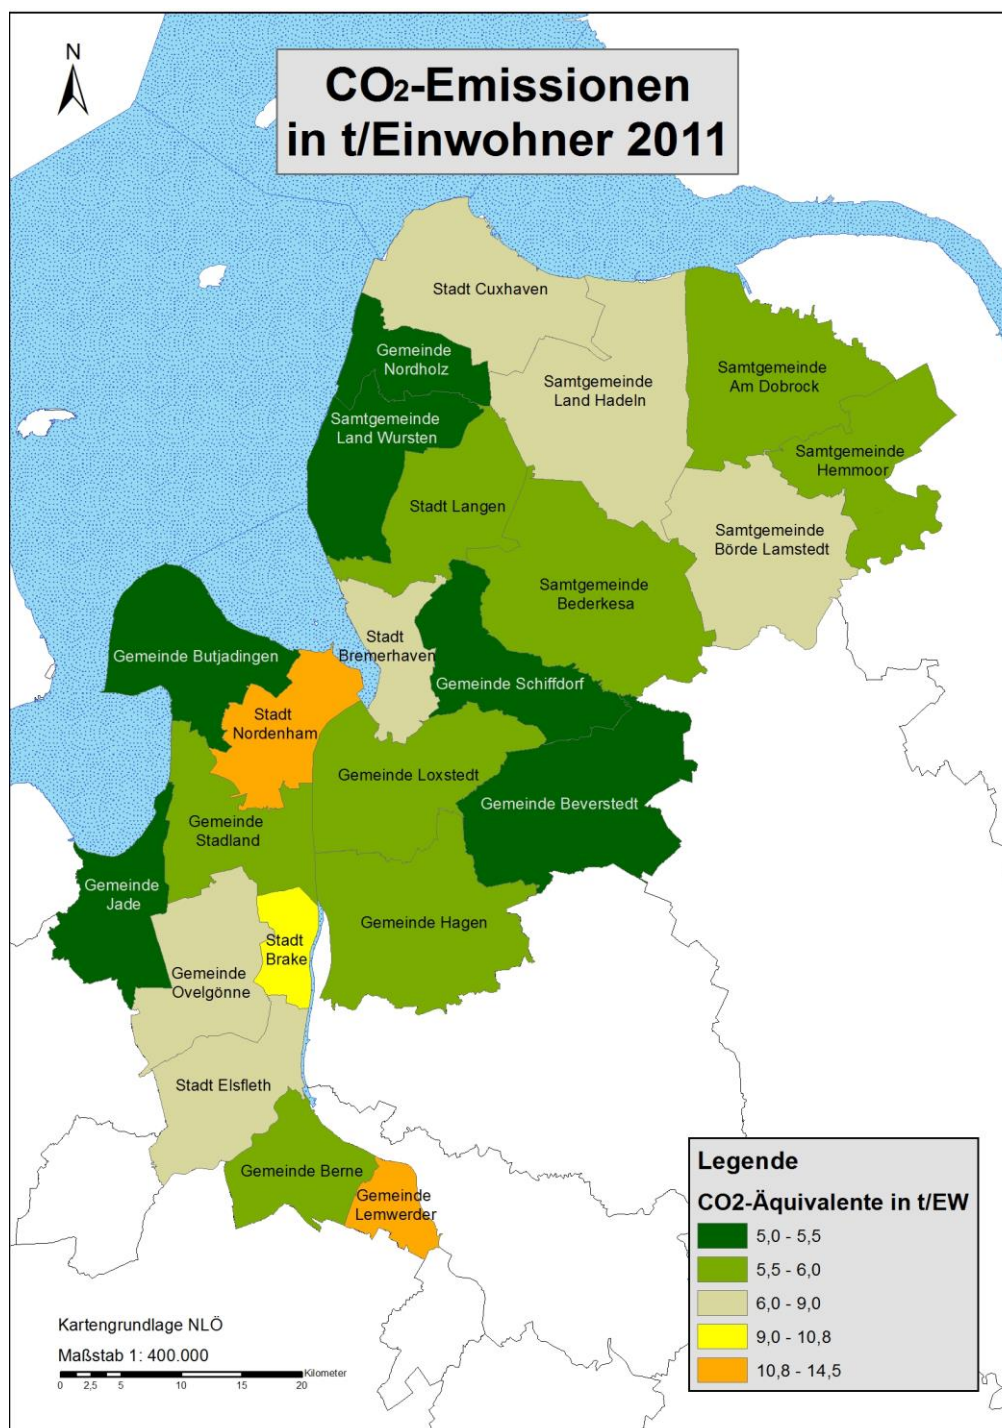 N
CO₂-Emissionen
in t/Einwohner 2011
Stadt Cuxhaven
Gemeinde
Nordholz
Samtgemeinde
Land Hadeln
Samtgemeinde
Am Dobrock
Samtgemeinde
Land Wursten
Samtgemeinde
Hemmoor
Stadt Langen
Samtgemeinde
Börde Lamstedt
Samtgemeinde
Bederkesa
Stadt
Bremerhaven
Gemeinde Butjadingen
Gemeinde Schiffdorf
Stadt
Nordenham
Gemeinde Loxstedt
Gemeinde Beverstedt
Gemeinde
Stadland
Gemeinde
Jade
Gemeinde Hagen
Stadt
Brake
Gemeinde
Ovelgönne
Stadt Elsfleth
Gemeinde Berne
Gemeinde
Lemwerder
Legende
CO2-Äquivalente in t/EW
5,0 - 5,5
5,5 - 6,0
6,0 - 9,0
9,0 - 10,8
10,8 - 14,5
Kartengrundlage NLÖ
Maßstab 1: 400.000
Kilometer
0 2,5 5 10 15 20